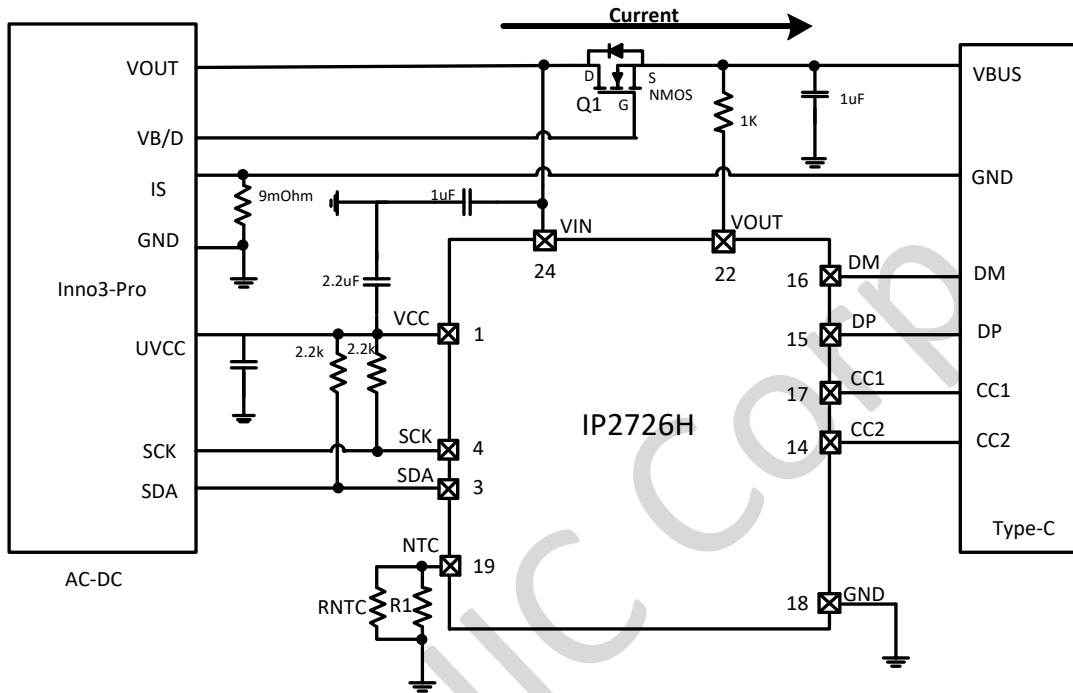 Current
VOUT
D
S
Q1
G
NMOS
1K
1uF
VBUS
VB/D
IS
9mOhm
1uF
GND
GND
VIN
24
VOUT
22
Inno3-Pro
2.2uF
16
DM
DM
UVCC
2.2k
2.2k
VCC
1
15
DP
DP
IP2726H
17
CC1
CC1
SCK
SCK
4
14
CC2
CC2
SDA
SDA
3
Type-C
AC-DC
NTC
19
RNTC
R1
18
GND
Corp